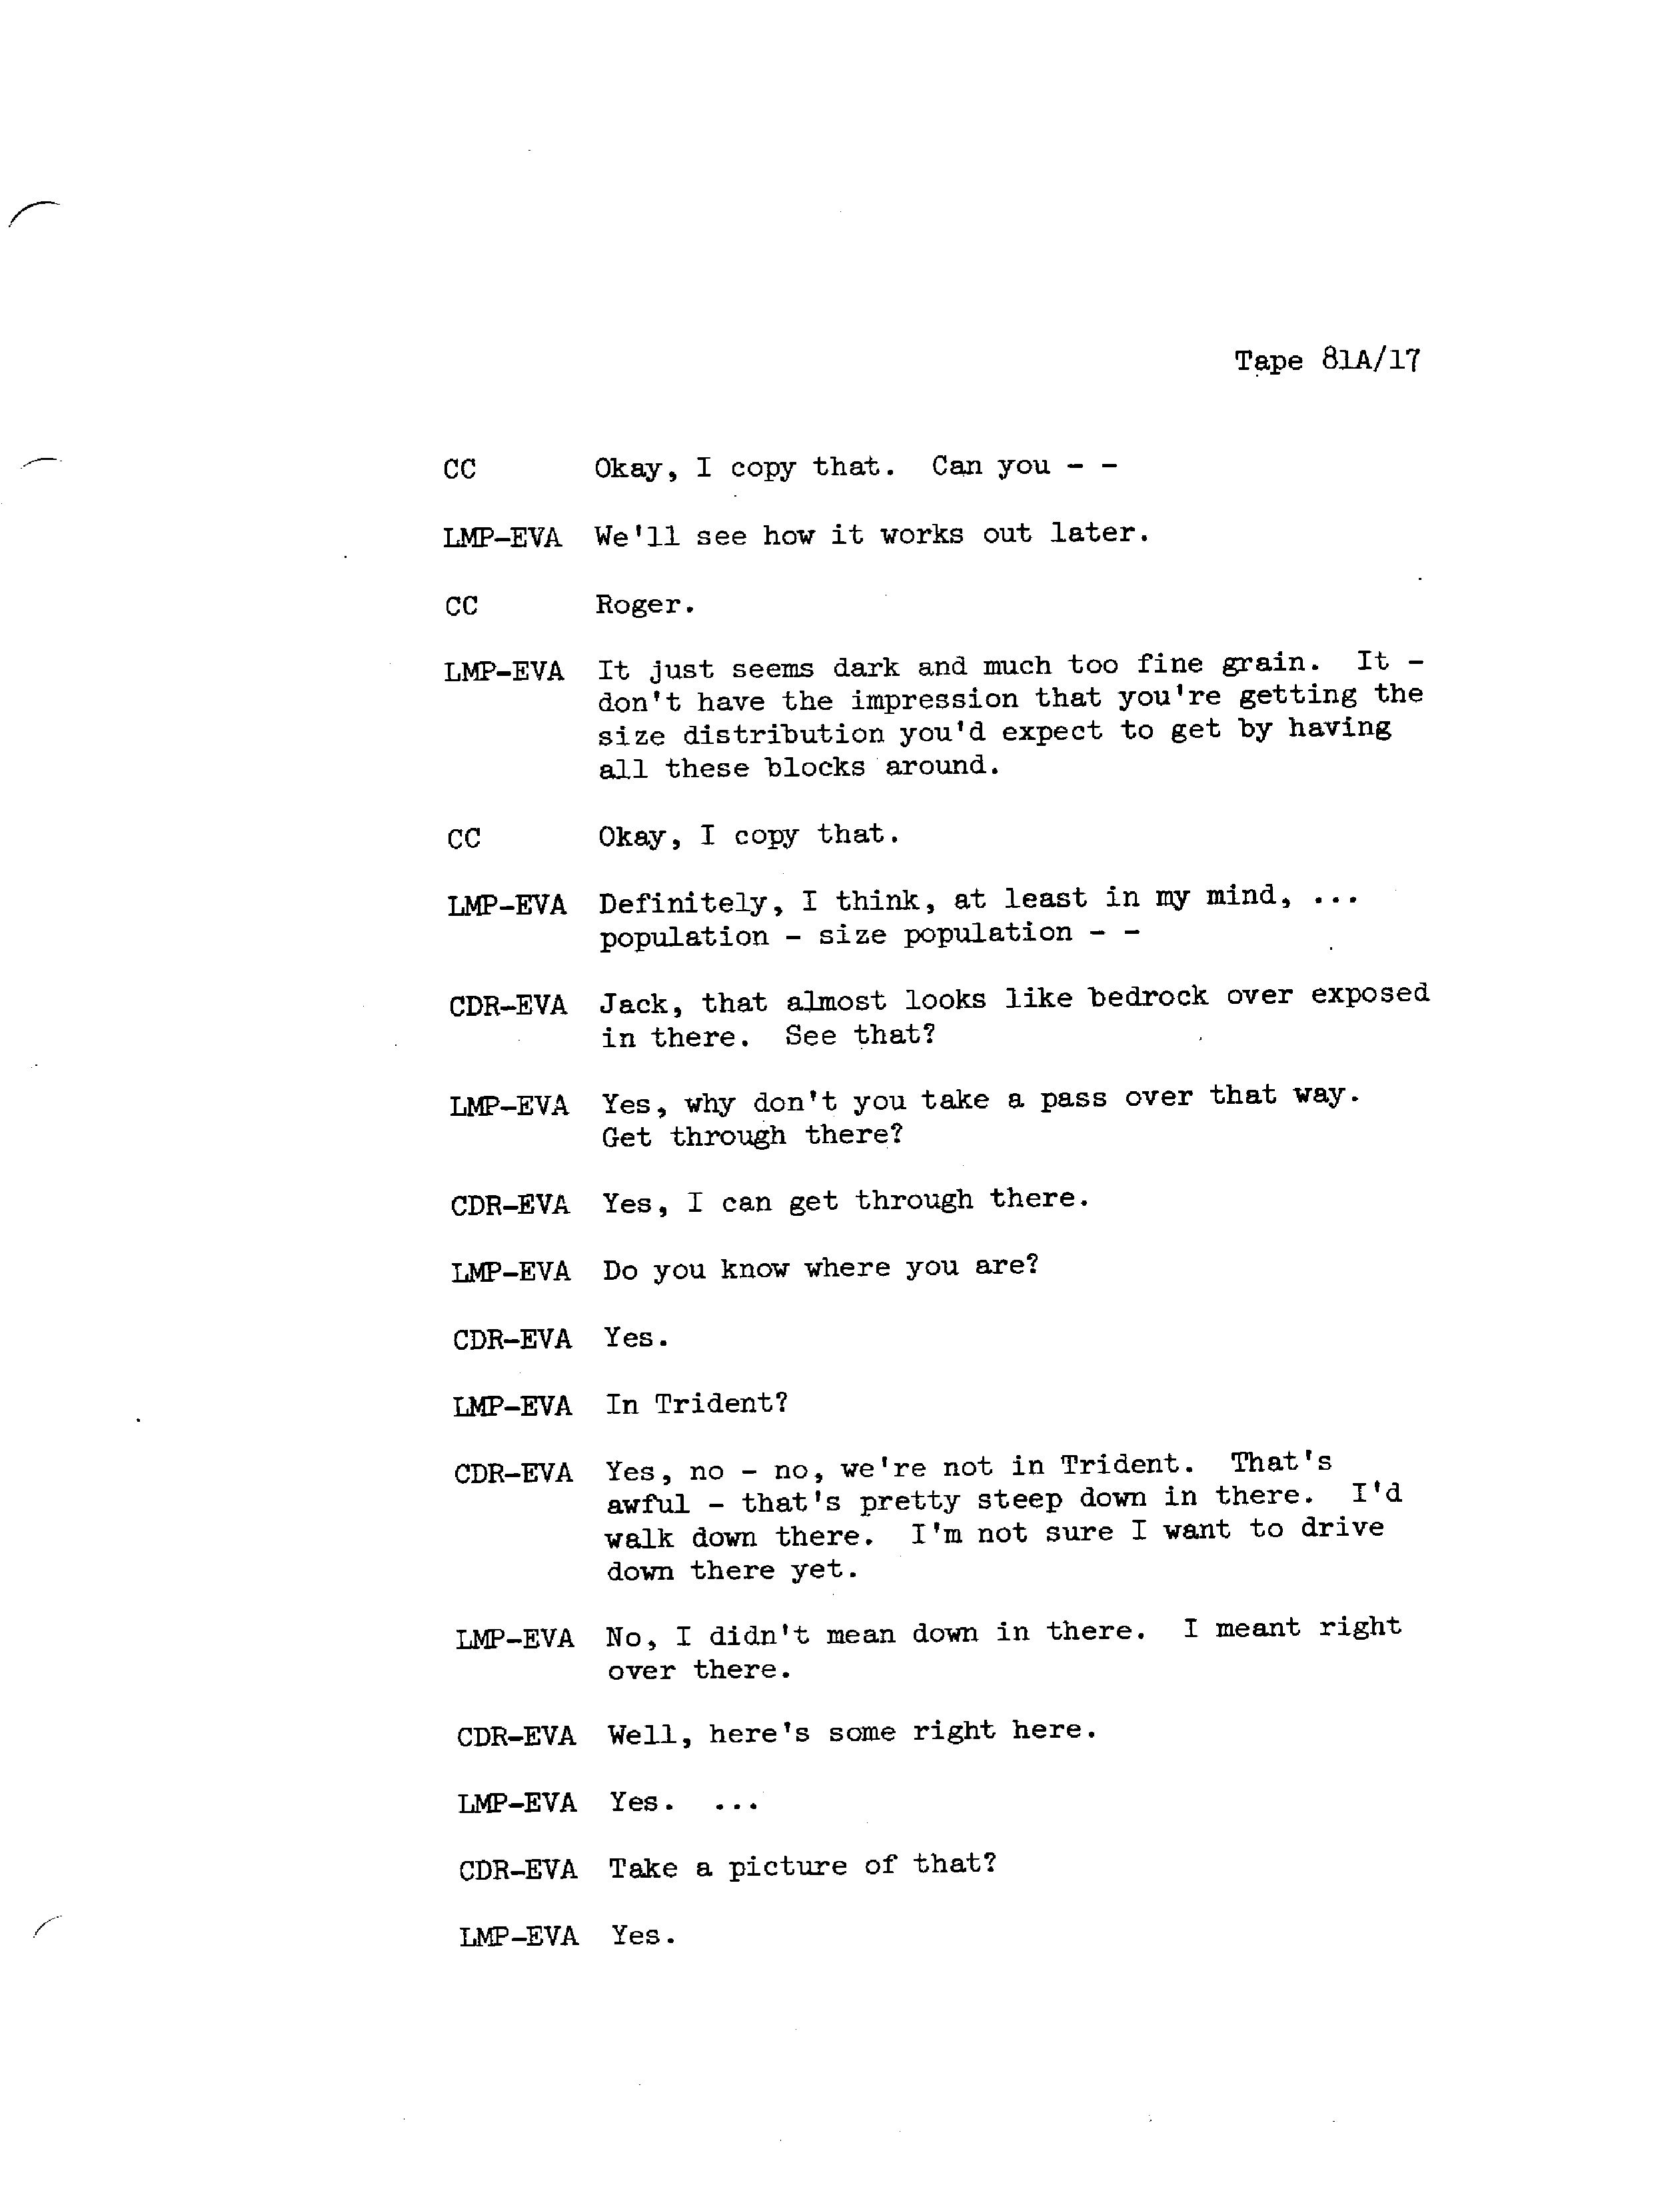 Tape 81A/17
CC Okay, I copy that. Can you - -
LMP-EVA We'll see how it works out later.
CC Roger.
LMP-EVA It just seems dark and much too fine grain. It -
don't have the impression that you're getting the
size distribution you'd expect to get by having
all these blocks around.
CC Okay, I copy that.
LMP-EVA Definitely, I think, at least in my mind, ...
population - size population - -
CDR-EVA Jack, that almost looks like bedrock over exposed
in there. See that?
LMP-EVA Yes, why don't you take a pass over that way.
Get through there?
CDR-EVA Yes, I can get through there.
LMP-EVA Do you know where you are?
CDR-EVA Yes.
LMP-EVA In Trident?
CDR-EVA Yes, no - no, we're not in Trident. That's
awful - that's pretty steep down in there. I'd
walk down there. I'm not sure I want to drive
down there yet.
LMP-EVA No, I didn't mean down in there. I meant right
over there.
CDR-EVA Well, here's some right here.
LMP-EVA Yes. ...
CDR-EVA Take a picture of that?
LMP-EVA Yes.